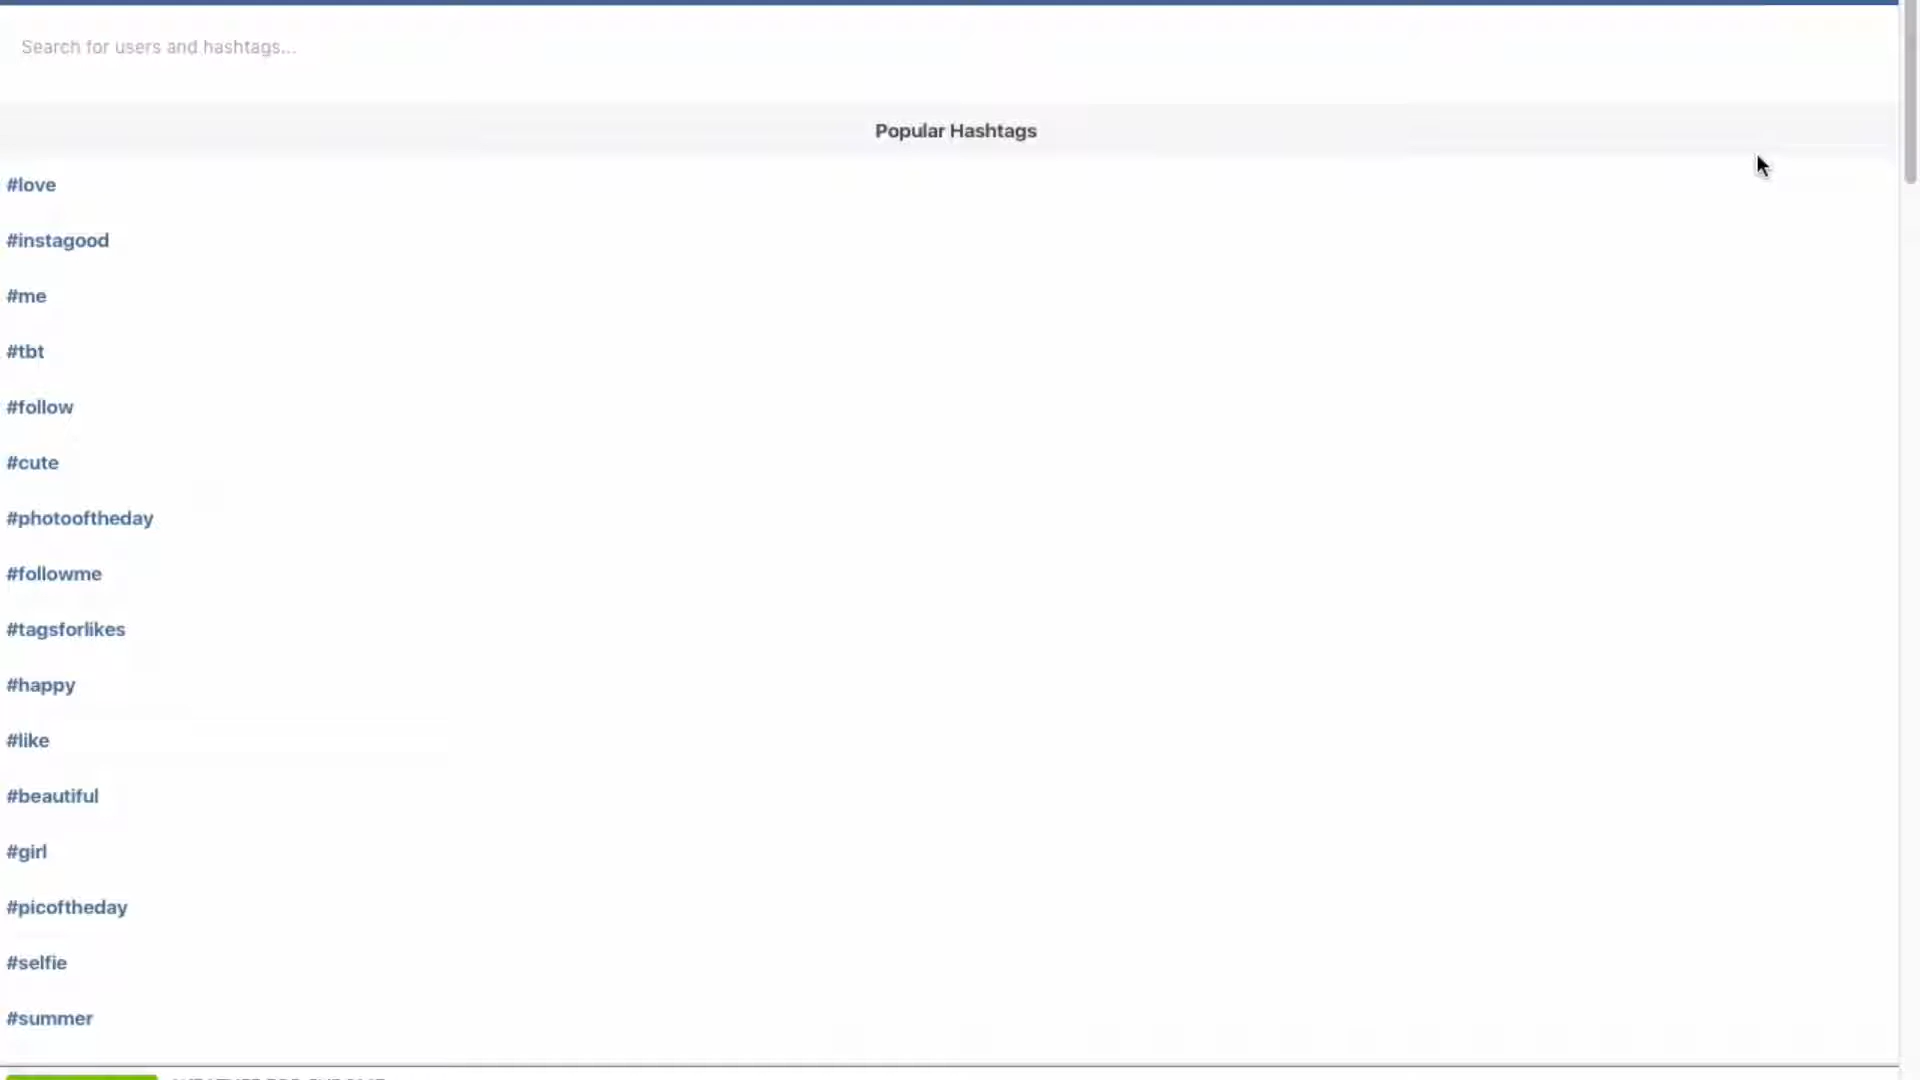 Search for users and hashtags...
Popular Hashtags
#love
#instagood
#me
#tbt
#follow
#cute
#photooftheday
#followme
#tagsforlikes
#happy
#like
#beautiful
#girl
#picoftheday
#selfie
#summer